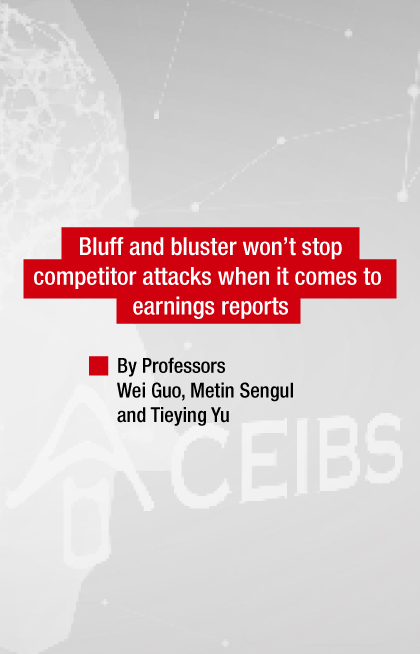 Bluff and bluster won’t stop
competitor attacks when it comes to
earnings reports
By Professors
Wei Guo, Metin Sengul
and Tieying Yu
CEIBS